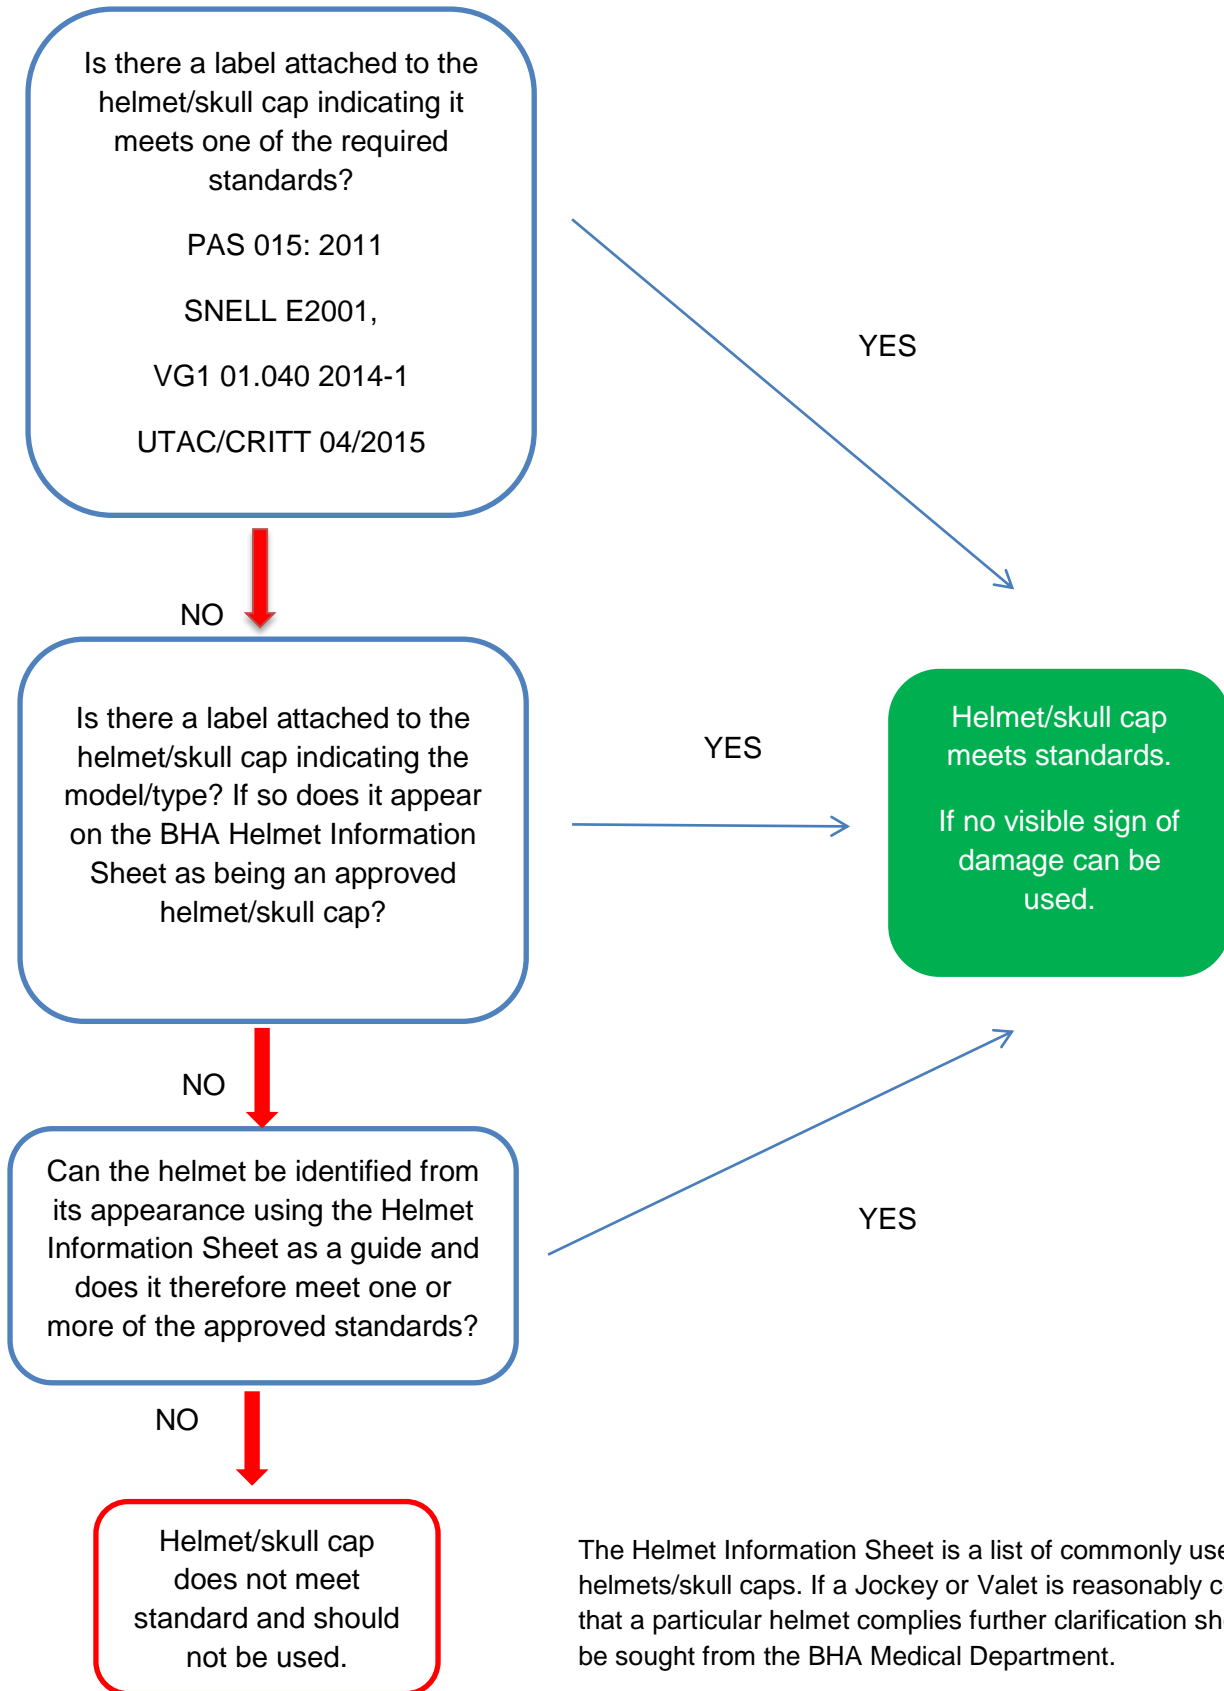 Is there a label attached to the
helmet/skull cap indicating it
meets one of the required
standards?
PAS 015: 2011
SNELL E2001,
VG1 01.040 2014-1
UTAC/CRITT 04/2015
YES
NO
Is there a label attached to the
helmet/skull cap indicating the
model/type? If so does it appear
on the BHA Helmet Information
Sheet as being an approved
helmet/skull cap?
YES
Helmet/skull cap
meets standards.
If no visible sign of
damage can be
used.
NO
Can the helmet be identified from
its appearance using the Helmet
Information Sheet as a guide and
does it therefore meet one or
more of the approved standards?
YES
NO
Helmet/skull cap
does not meet
standard and should
not be used.
The Helmet Information Sheet is a list of commonly
helmets/skull caps. If a Jockey or Valet is reasonably
that a particular helmet complies further clarification
be sought from the BHA Medical Department.